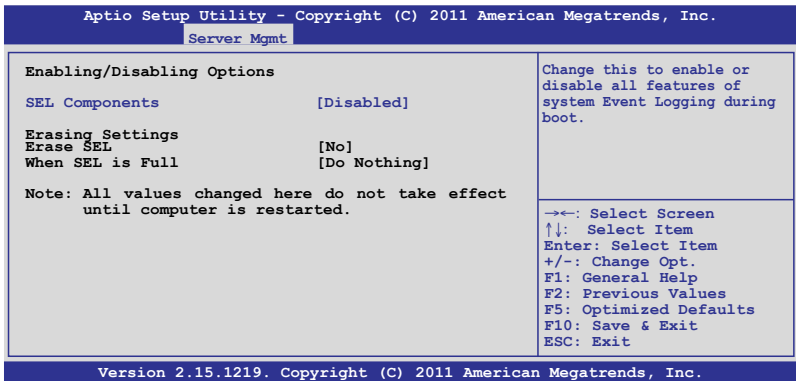 Aptio Setup Utility - Copyright (C) 2011 American Megatrends, Inc.
Server Mgmt
Enabling/Disabling Options
SEL Components [Disabled]
Erasing Settings
Erase SEL [No]
When SEL is Full [Do Nothing]
Note: All values changed here do not take effect
until computer is restarted.
Change this to enable or
disable all features of
system Event Logging during
boot.
→←: Select Screen
↑↓: Select Item
Enter: Select Item
+/-: Change Opt.
F1: General Help
F2: Previous Values
F5: Optimized Defaults
F10: Save & Exit
ESC: Exit
Version 2.15.1219. Copyright (C) 2011 American Megatrends, Inc.